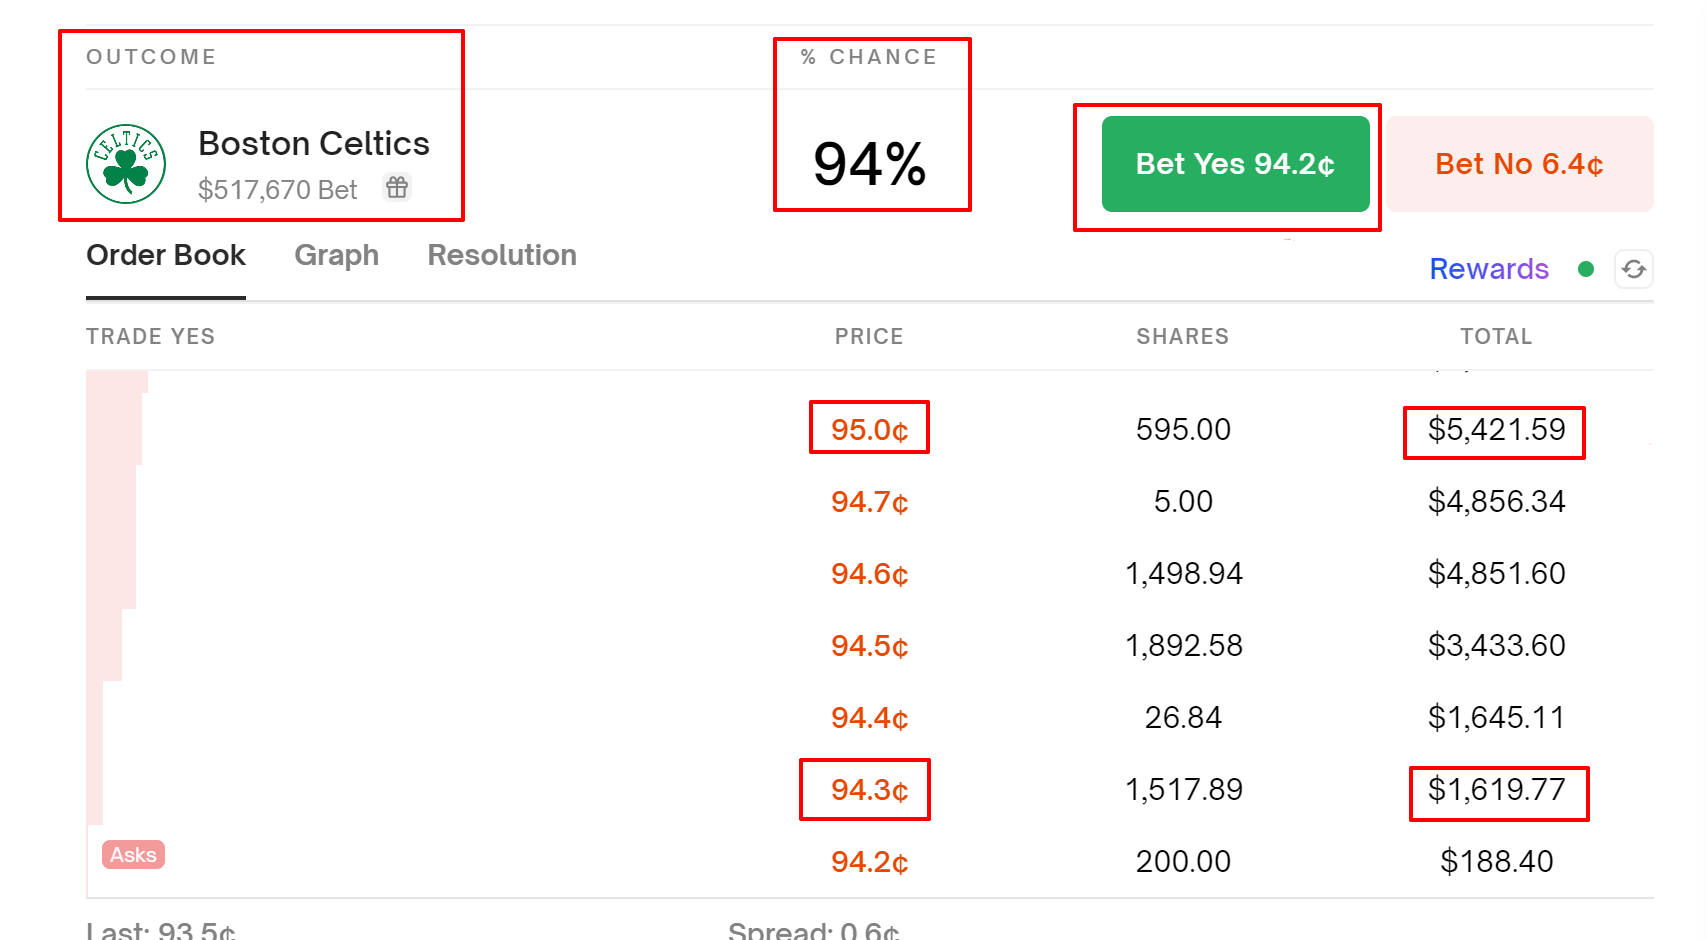 OUTCOME % CHANCE
CELTICS
Boston Celtics
$517,670 Bet
94%
Bet Yes 94.2¢ Bet No 6.4¢
Order Book Graph Resolution
Rewards
TRADE YES PRICE SHARES TOTAL
95.0¢ 595.00 $5,421.59
94.7¢ 5.00 $4,856.34
94.6¢ 1,498.94 $4,851.60
94.5¢ 1,892.58 $3,433.60
94.4¢ 26.84 $1,645.11
94.3¢ 1,517.89 $1,619.77
Asks 94.2¢ 200.00 $188.40
Last: 93.5¢ Spread: 0.6¢